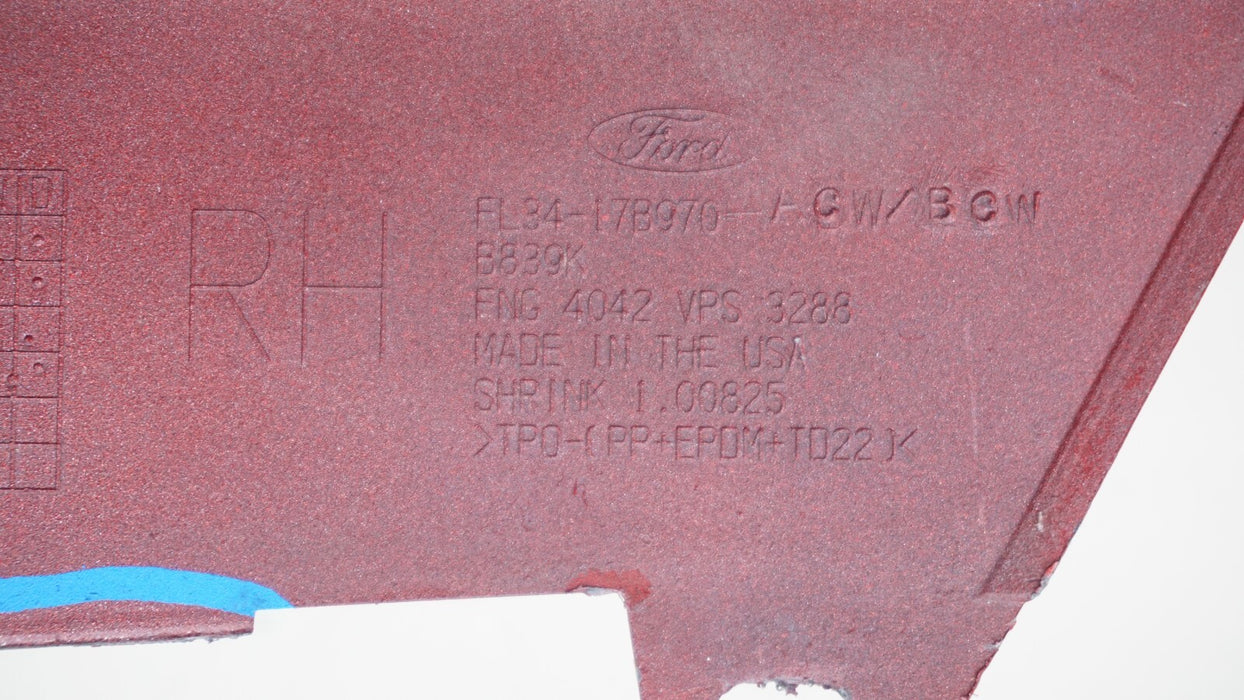 Ford
RH
FL34-17B970-ACW/BCW
B839K
ENG 4042 VPS 3288
MADE IN THE USA
SHRINK 1.00825
>TPO-(PP+EPDM+TD22)<